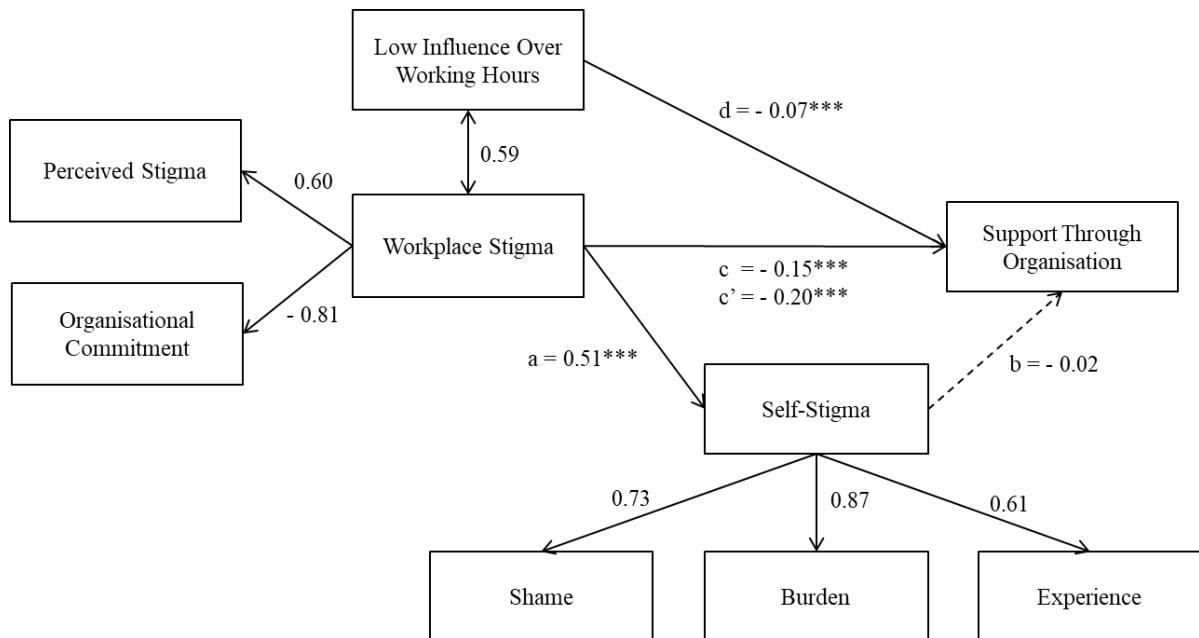 Low Influence Over
Working Hours
d = - 0.07***
Perceived Stigma
0.59
0.60
Workplace Stigma
Support Through
Organisation
c = - 0.15***
c’ = - 0.20***
Organisational
Commitment
- 0.81
a = 0.51***
b = - 0.02
Self-Stigma
0.73
0.87
0.61
Shame
Burden
Experience